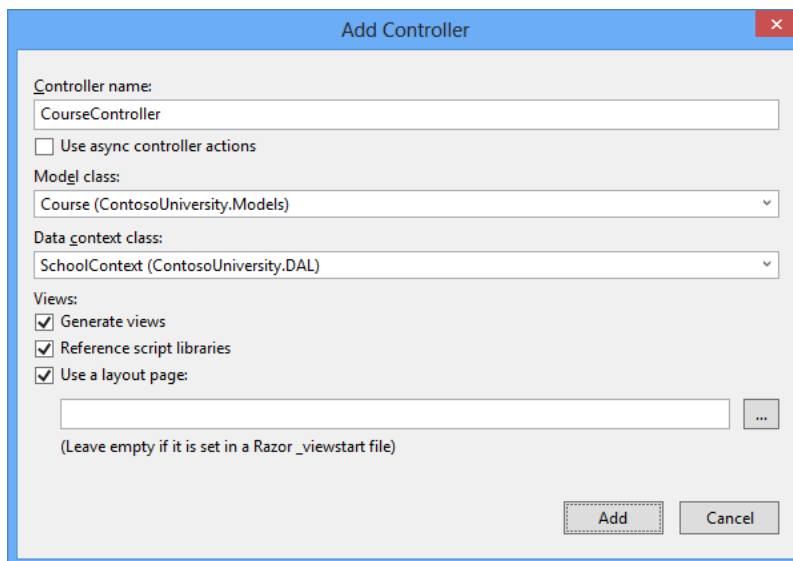 Add Controller
Controller name:
CourseController
Use async controller actions
Model class:
Course (ContosoUniversity.Models)
Data context class:
SchoolContext (ContosoUniversity.DAL)
Views:
Generate views
Reference script libraries
Use a layout page:
...
(Leave empty if it is set in a Razor _viewstart file)
Add Cancel